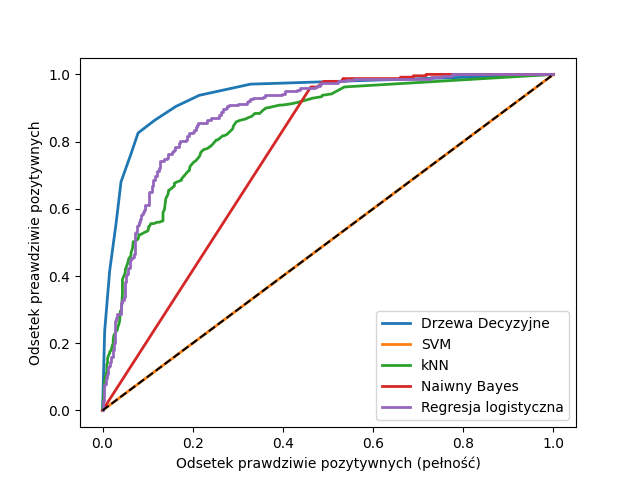 1.0
0.8
0.6
0.4
0.2
0.0
Odsetek preawdziwie pozytywnych
Drzewa Decyzyjne
SVM
kNN
Naiwny Bayes
Regresja logistyczna
0.0 0.2 0.4 0.6 0.8 1.0
Odsetek prawdziwie pozytywnych (pełność)